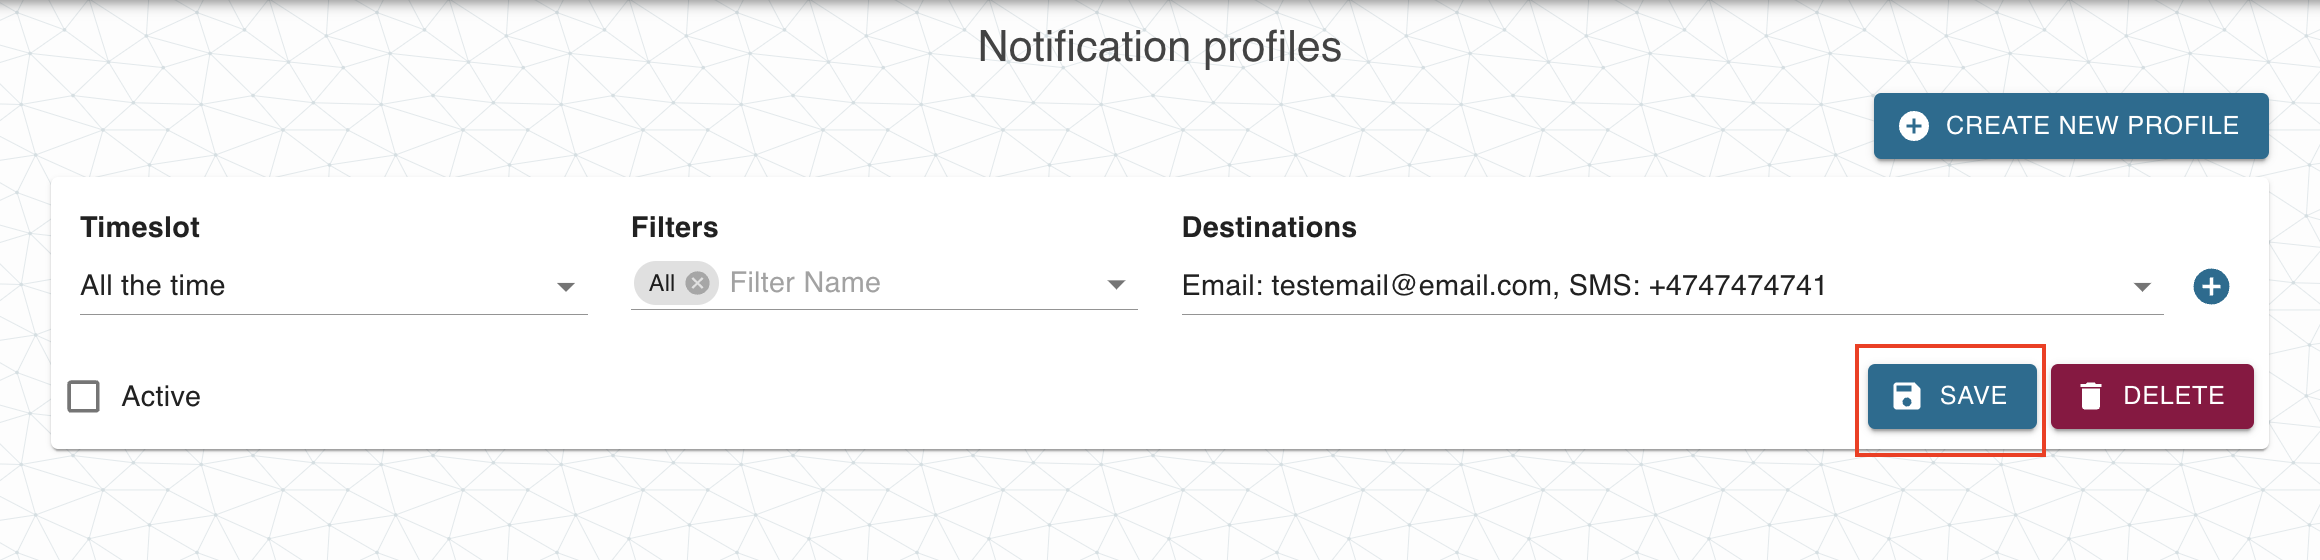 Notification profiles
CREATE NEW PROFILE
Timeslot
Filters
Destinations
All the time
All Filter Name
Email: testemail@email.com, SMS: +4747474741
Active
SAVE
DELETE